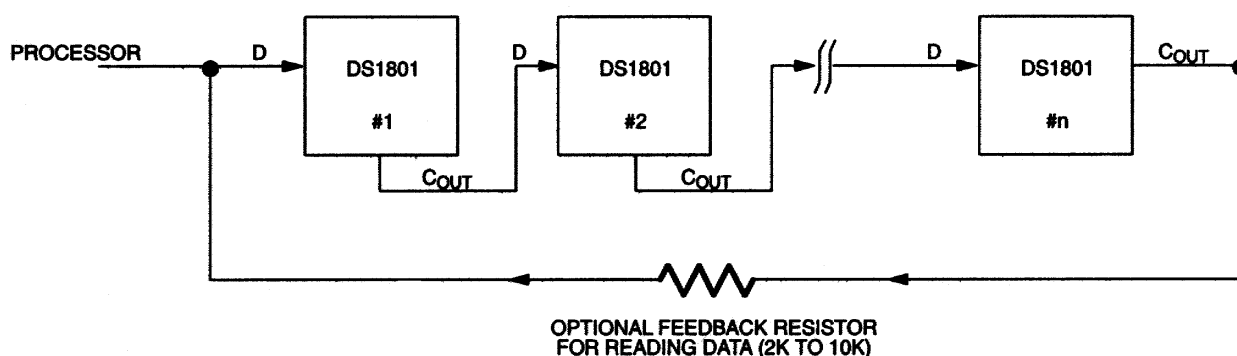 PROCESSOR
D
DS1801
#1
COUT
D
DS1801
#2
COUT
D
DS1801
#n
COUT
OPTIONAL FEEDBACK RESISTOR
FOR READING DATA (2K TO 10K)